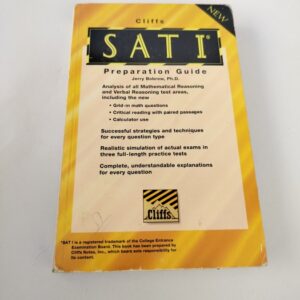 Cliffs
NEW
SAT I®
Preparation Guide
Jerry Bobrow, Ph.D.
Analysis of all Mathematical Reasoning
and Verbal Reasoning test areas,
including the new
• Grid-in math questions
• Critical reading with paired passages
• Calculator use
Successful strategies and techniques
for every question type
Realistic simulation of actual exams in
three full-length practice tests
Complete, understandable explanations
for every question
Cliffs
*SAT I is a registered trademark of the College Entrance
Examination Board. This book has been prepared by
Cliffs Notes, Inc., which bears sole responsibility for
its content.